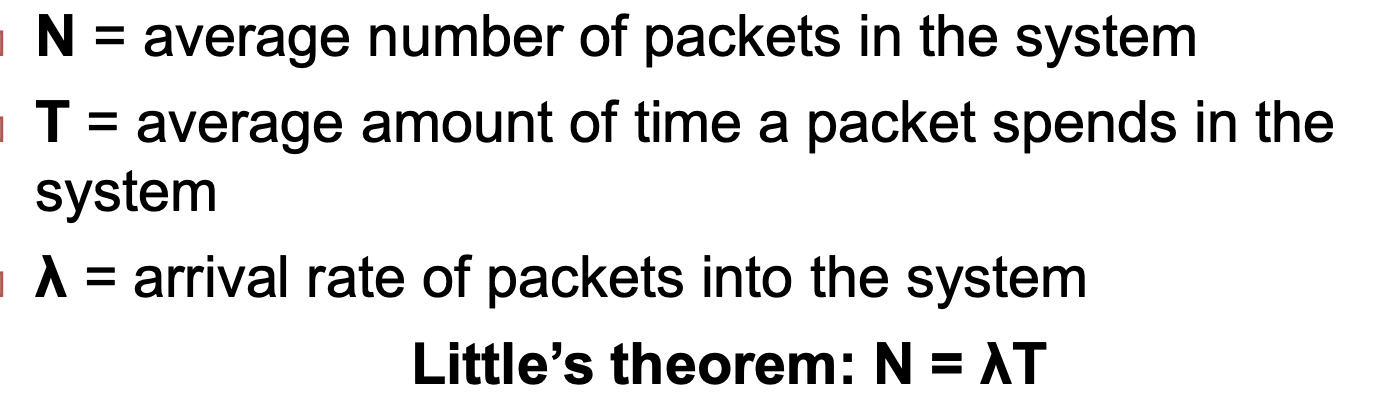 N = average number of packets in the system
T = average amount of time a packet spends in the
system
λ = arrival rate of packets into the system
Little’s theorem: N = λT